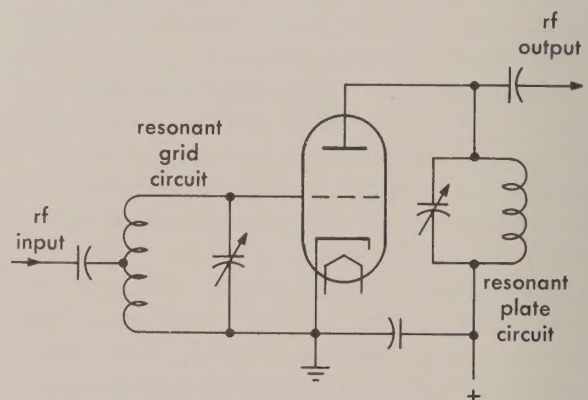 rf
output
resonant
grid
circuit
rf
input
resonant
plate
circuit
+